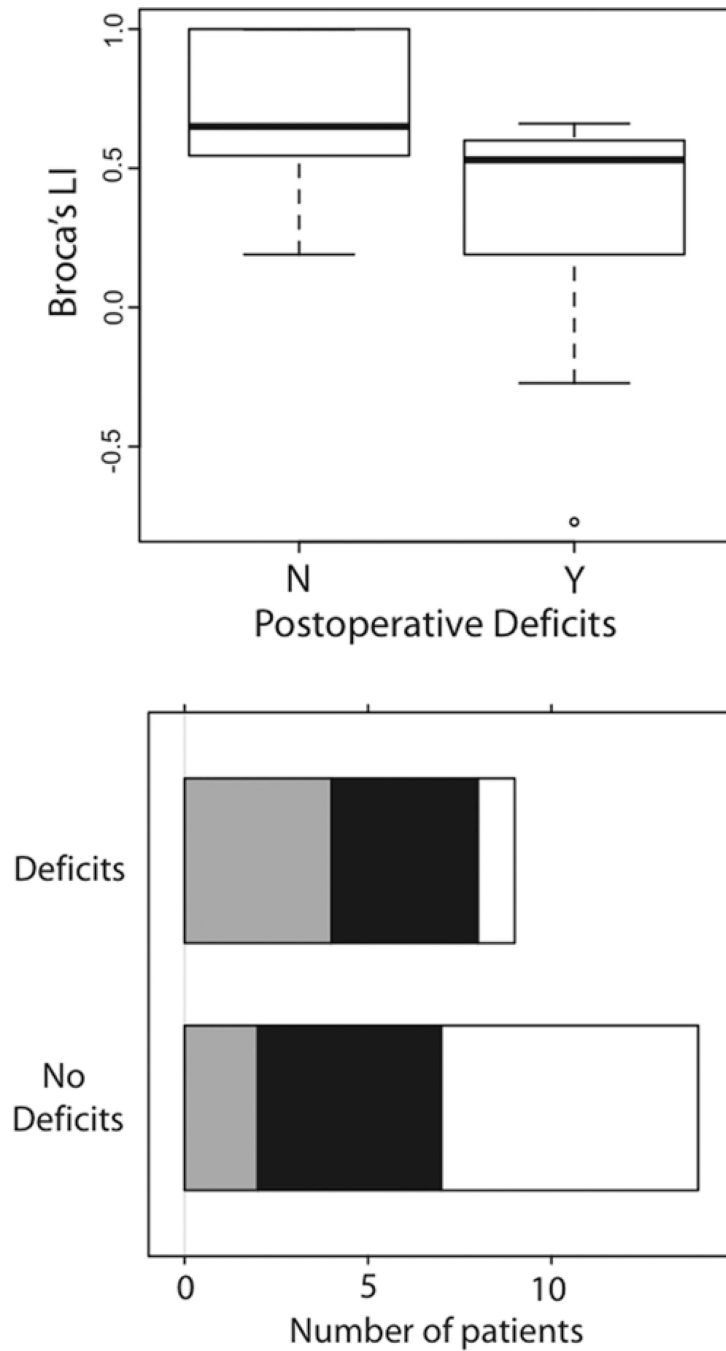 1.0
0.5
0.0
-0.5
Broca's LI
N Y
Postoperative Deficits
Deficits
No
Deficits
0 5 10
Number of patients